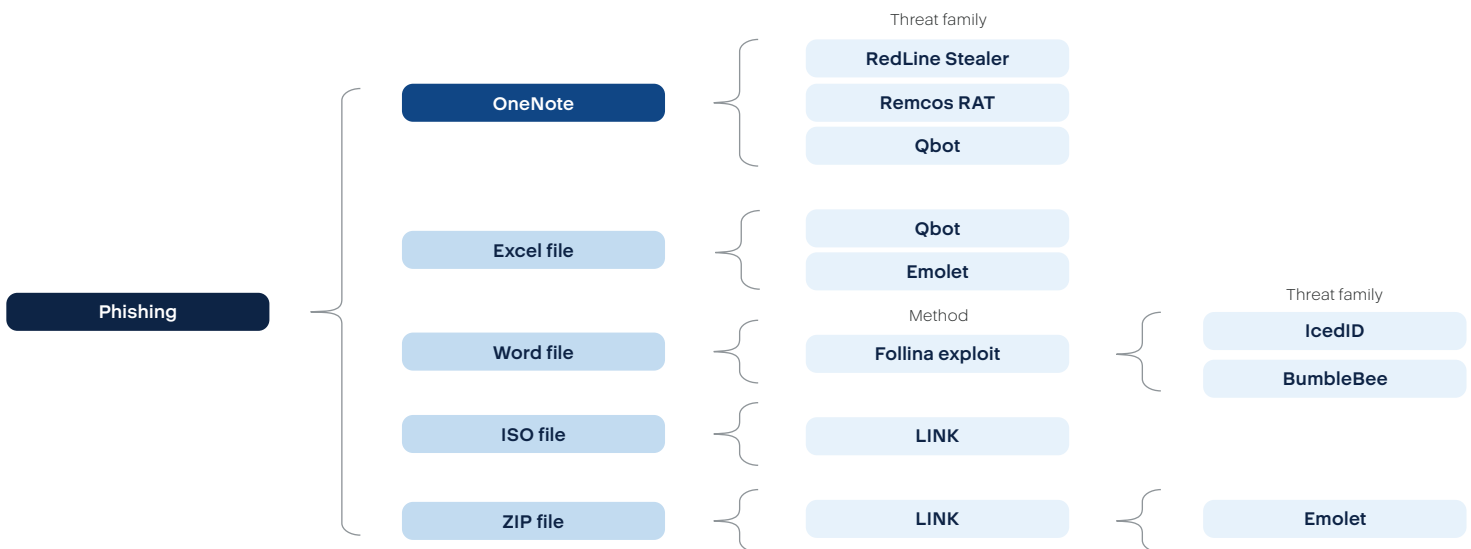 Threat family
RedLine Stealer
OneNote
Remcos RAT
Qbot
Excel file
Qbot
Emolet
Phishing
Word file
Method
Follina exploit
Threat family
IcedID
BumbleBee
ISO file
LINK
ZIP file
LINK
Emolet